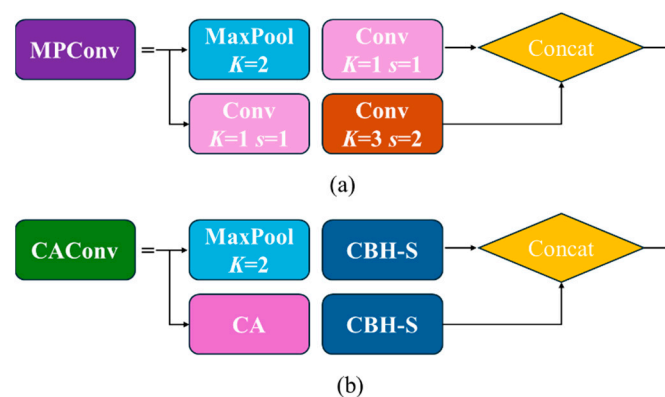 MPConv = MaxPool Conv Concat
K=2 K=1 s=1
Conv Conv
K=1 s=1 K=3 s=2
(a)
CAConv = MaxPool CBH-S Concat
K=2
CA CBH-S
(b)